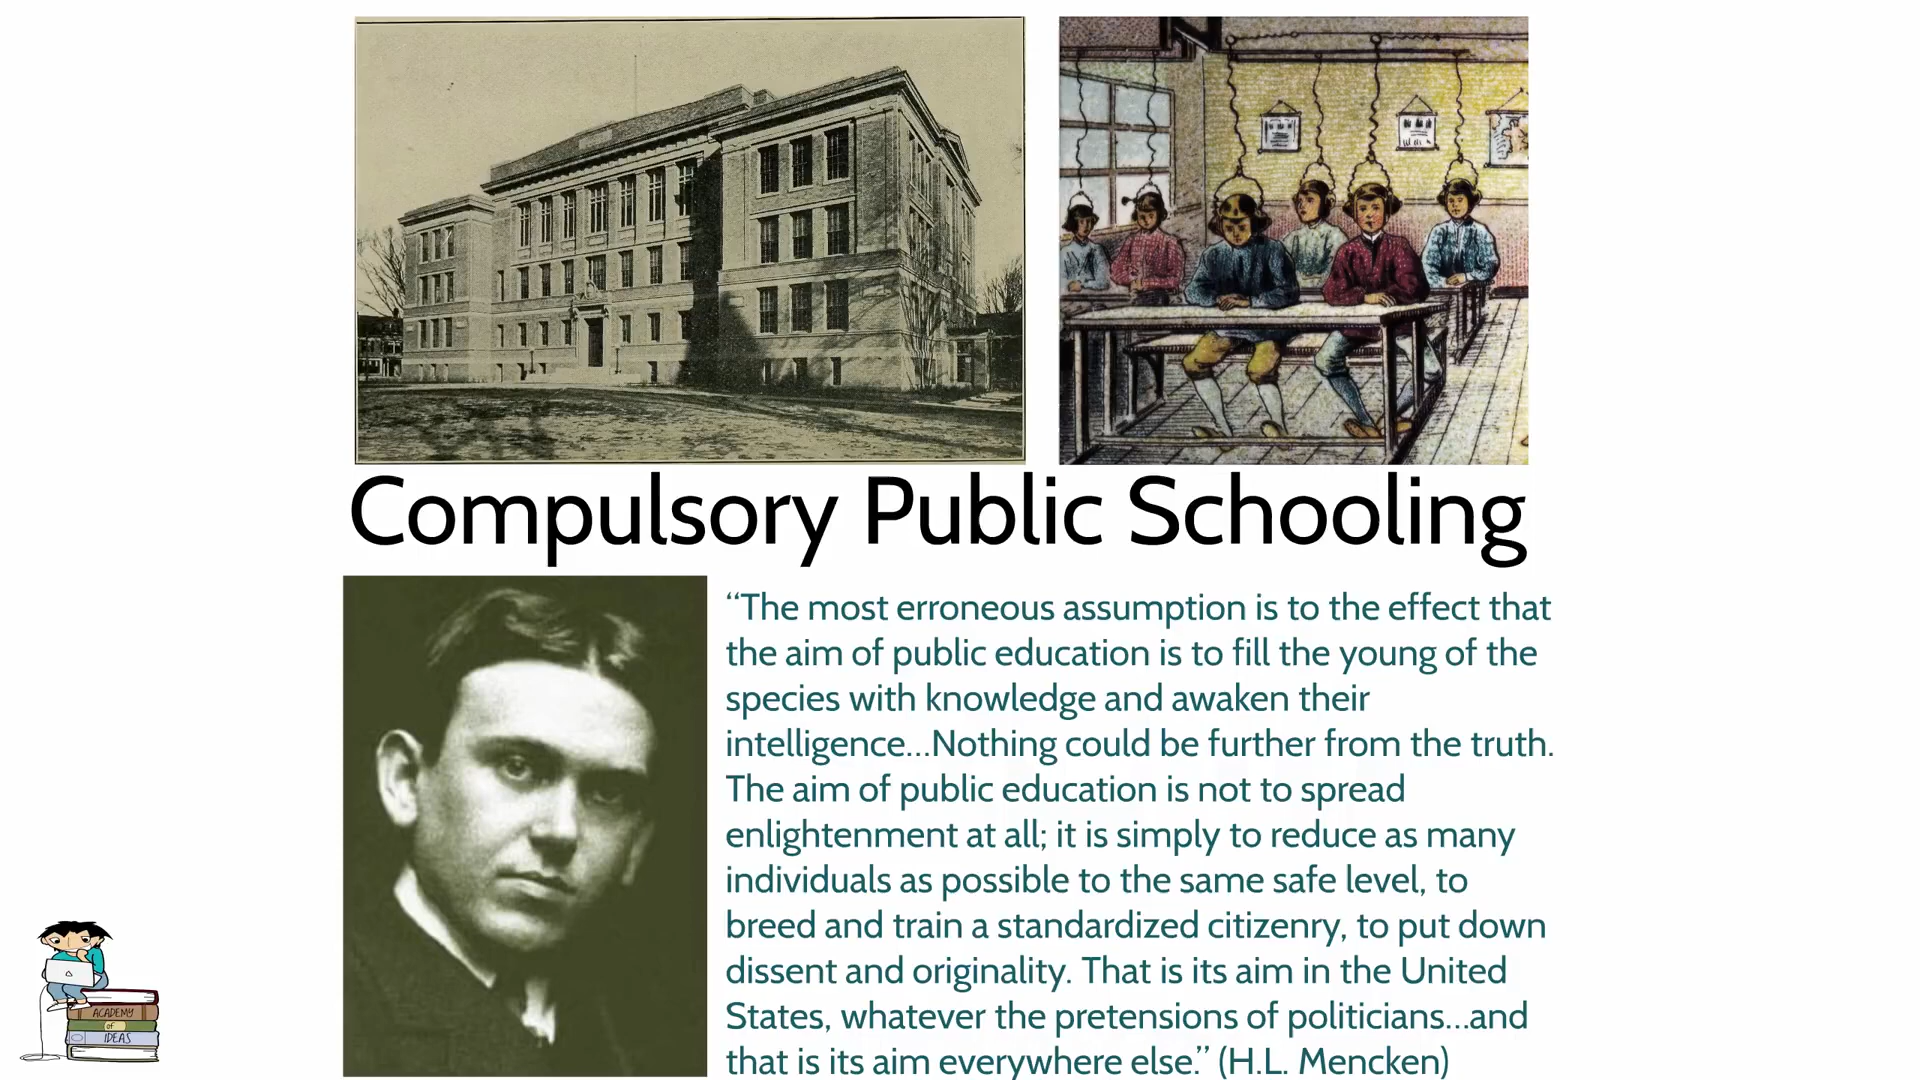 Compulsory Public Schooling
“The most erroneous assumption is to the effect that
the aim of public education is to fill the young of the
species with knowledge and awaken their
intelligence...Nothing could be further from the truth.
The aim of public education is not to spread
enlightenment at all; it is simply to reduce as many
individuals as possible to the same safe level, to
breed and train a standardized citizenry, to put down
dissent and originality. That is its aim in the United
States, whatever the pretensions of politicians...and
that is its aim everywhere else.” (H.L. Mencken)
ACADEMY
of
IDEAS